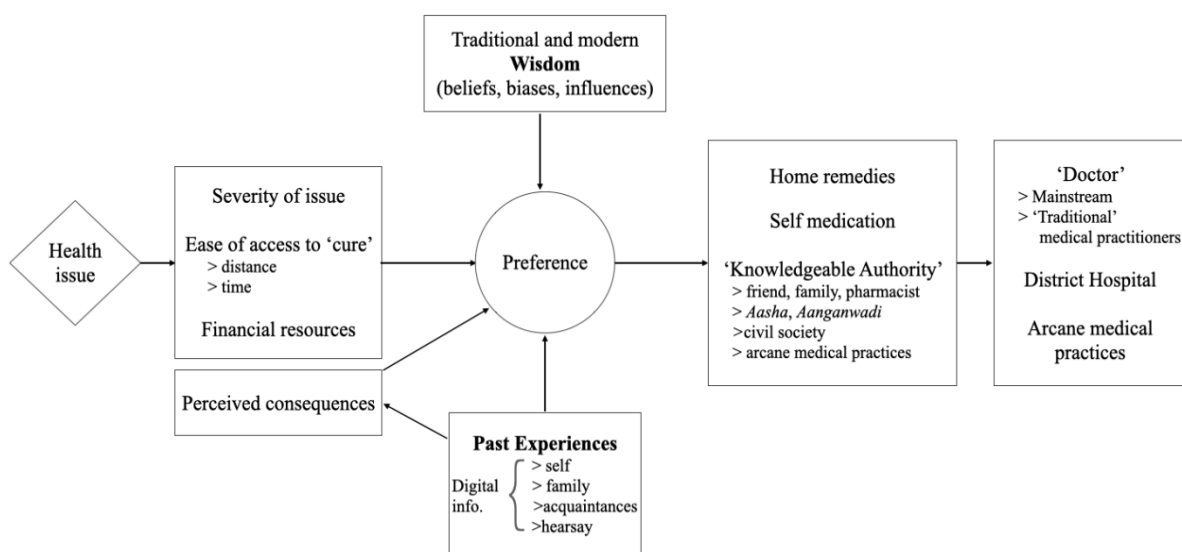 Traditional and modern
Wisdom
(beliefs, biases, influences)
Health
issue
Severity of issue
Ease of access to ‘cure’
> distance
> time
Financial resources
Perceived consequences
Preference
Past Experiences
Digital
info.
> self
> family
>acquaintances
>hearsay
Home remedies
Self medication
‘Knowledgeable Authority’
> friend, family, pharmacist
> Aasha, Aanganwadi
>civil society
> arcane medical practices
‘Doctor’
> Mainstream
> ‘Traditional’
medical practitioners
District Hospital
Arcane medical
practices